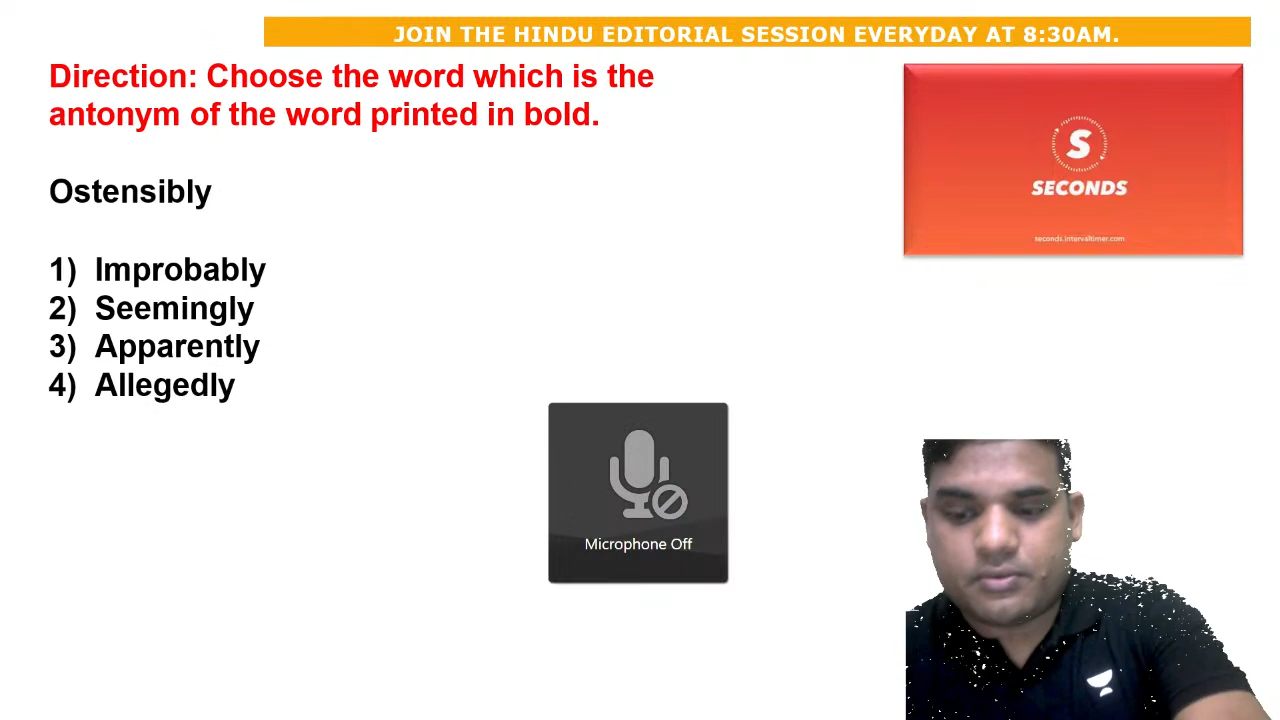 JOIN THE HINDU EDITORIAL SESSION EVERYDAY AT 8:30AM.
Direction: Choose the word which is the
antonym of the word printed in bold.
Ostensibly
1) Improbably
2) Seemingly
3) Apparently
4) Allegedly
S
SECONDS
seconds.intervaltimer.com
Microphone Off